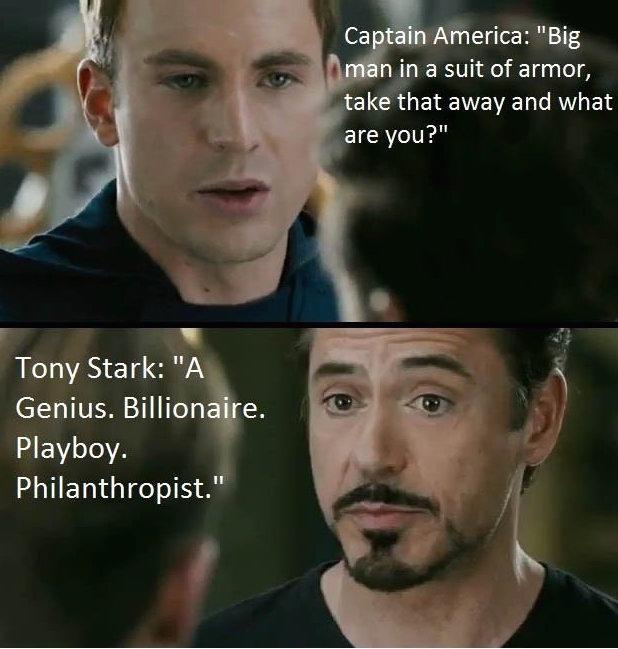 Captain America: "Big
man in a suit of armor,
take that away and what
are you?"
Tony Stark: "A
Genius. Billionaire.
Playboy.
Philanthropist."